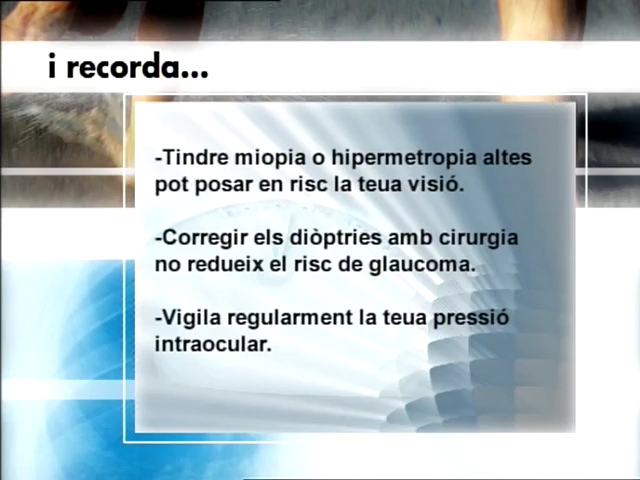 i recorda...
-Tindre miopia o hipermetropia altes
pot posar en risc la teua visió.
-Corregir els diòptries amb cirurgia
no redueix el risc de glaucoma.
-Vigila regularment la teua pressió
intraocular.